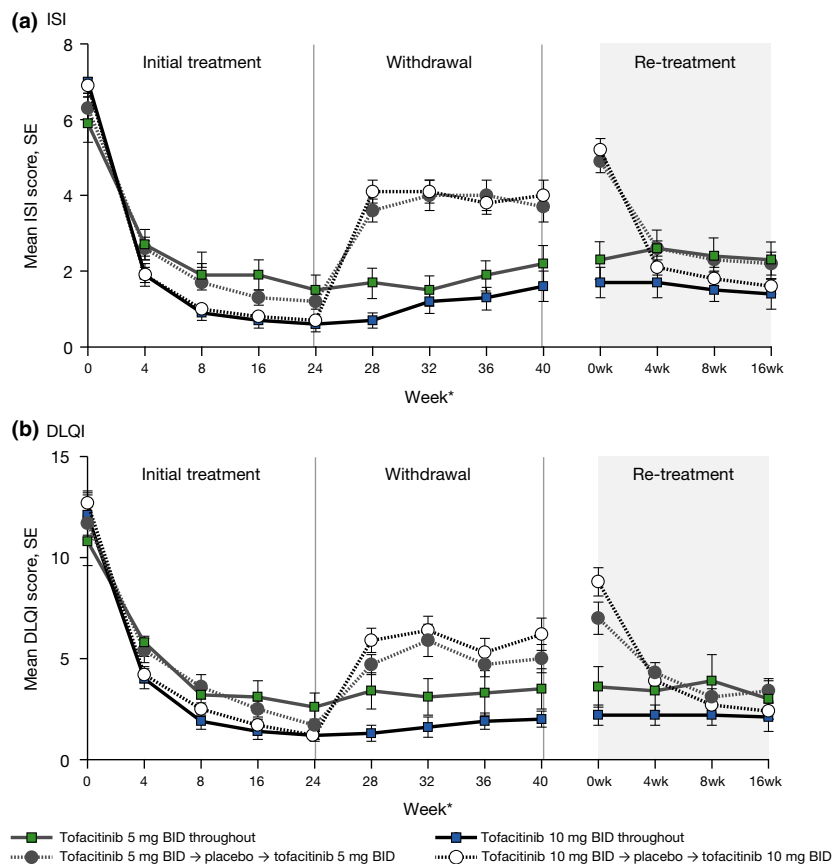 (a) ISI
8
6
4
2
0
Mean ISI score, SE
Initial treatment
Withdrawal
Re-treatment
0 4 8 16 24 28 32 36 40 0wk 4wk 8wk 16wk
Week*
(b) DLQI
15
10
5
0
Mean DLQI score, SE
Initial treatment
Withdrawal
Re-treatment
0 4 8 16 24 28 32 36 40 0wk 4wk 8wk 16wk
Week*
Tofacitinib 5 mg BID throughout
Tofacitinib 10 mg BID throughout
Tofacitinib 5 mg BID → placebo → tofacitinib 5 mg BID
Tofacitinib 10 mg BID → placebo → tofacitinib 10 mg BID